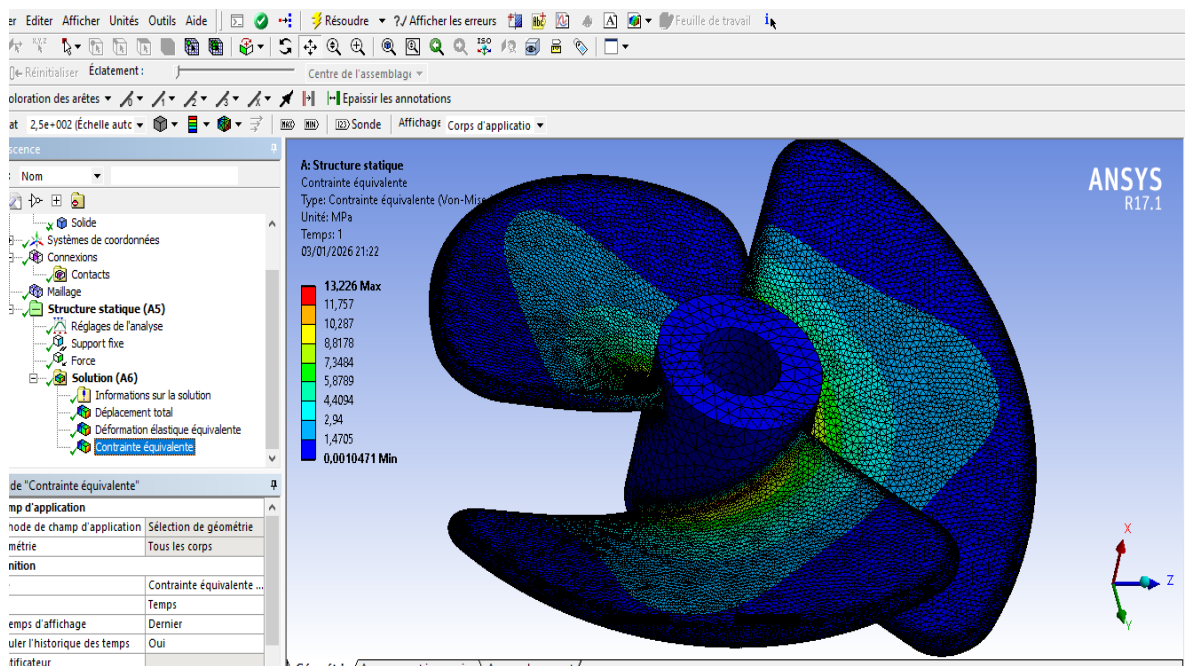 Editer Afficher Unités Outils Aide Résoudre ?✓ Afficher les erreurs Feuille de travail
Réinitialiser Éclatement : Centre de l'assemblage
oloration des arêtes Epaissir les annotations
at 2,5e+002 (Échelle autc Sonde Affichage Corps d'applicatio
scence
Nom
Solide
Systèmes de coordonnées
Connexions
Contacts
Maillage
Structure statique (A5)
Réglages de l'analyse
Support fixe
Force
Solution (A6)
Informations sur la solution
Déplacement total
Déformation élastique équivalente
Contrainte équivalente
de "Contrainte équivalente"
mp d'application
hode de champ d'application Sélection de géométrie
métrie Tous les corps
nition
Contrainte équivalente ...
Temps
emps d'affichage Dernier
uler l'historique des temps Oui
tificateur
A: Structure statique
Contrainte équivalente
Type: Contrainte équivalente (Von-Mise
Unité: MPa
Temps: 1
03/01/2026 21:22
13,226 Max
11,757
10,287
8,8178
7,3484
5,8789
4,4094
2,94
1,4705
0,0010471 Min
ANSYS
R17.1
X
Z
Y